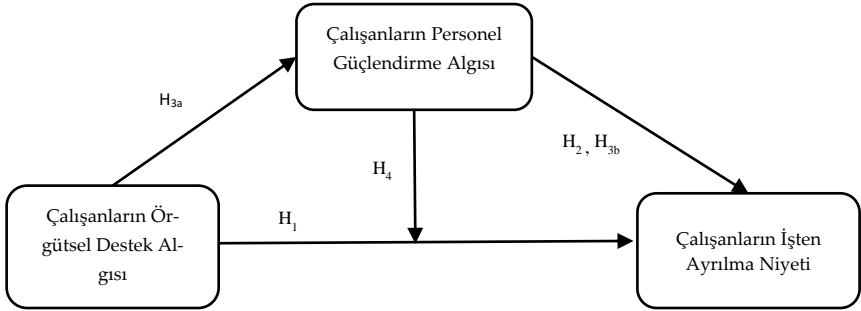 Çalışanların Personel
Güçlendirme Algısı
H3a
H2 , H3b
H4
Çalışanların Ör-
gütsel Destek Al-
gısı
H1
Çalışanların İşten
Ayrılma Niyeti